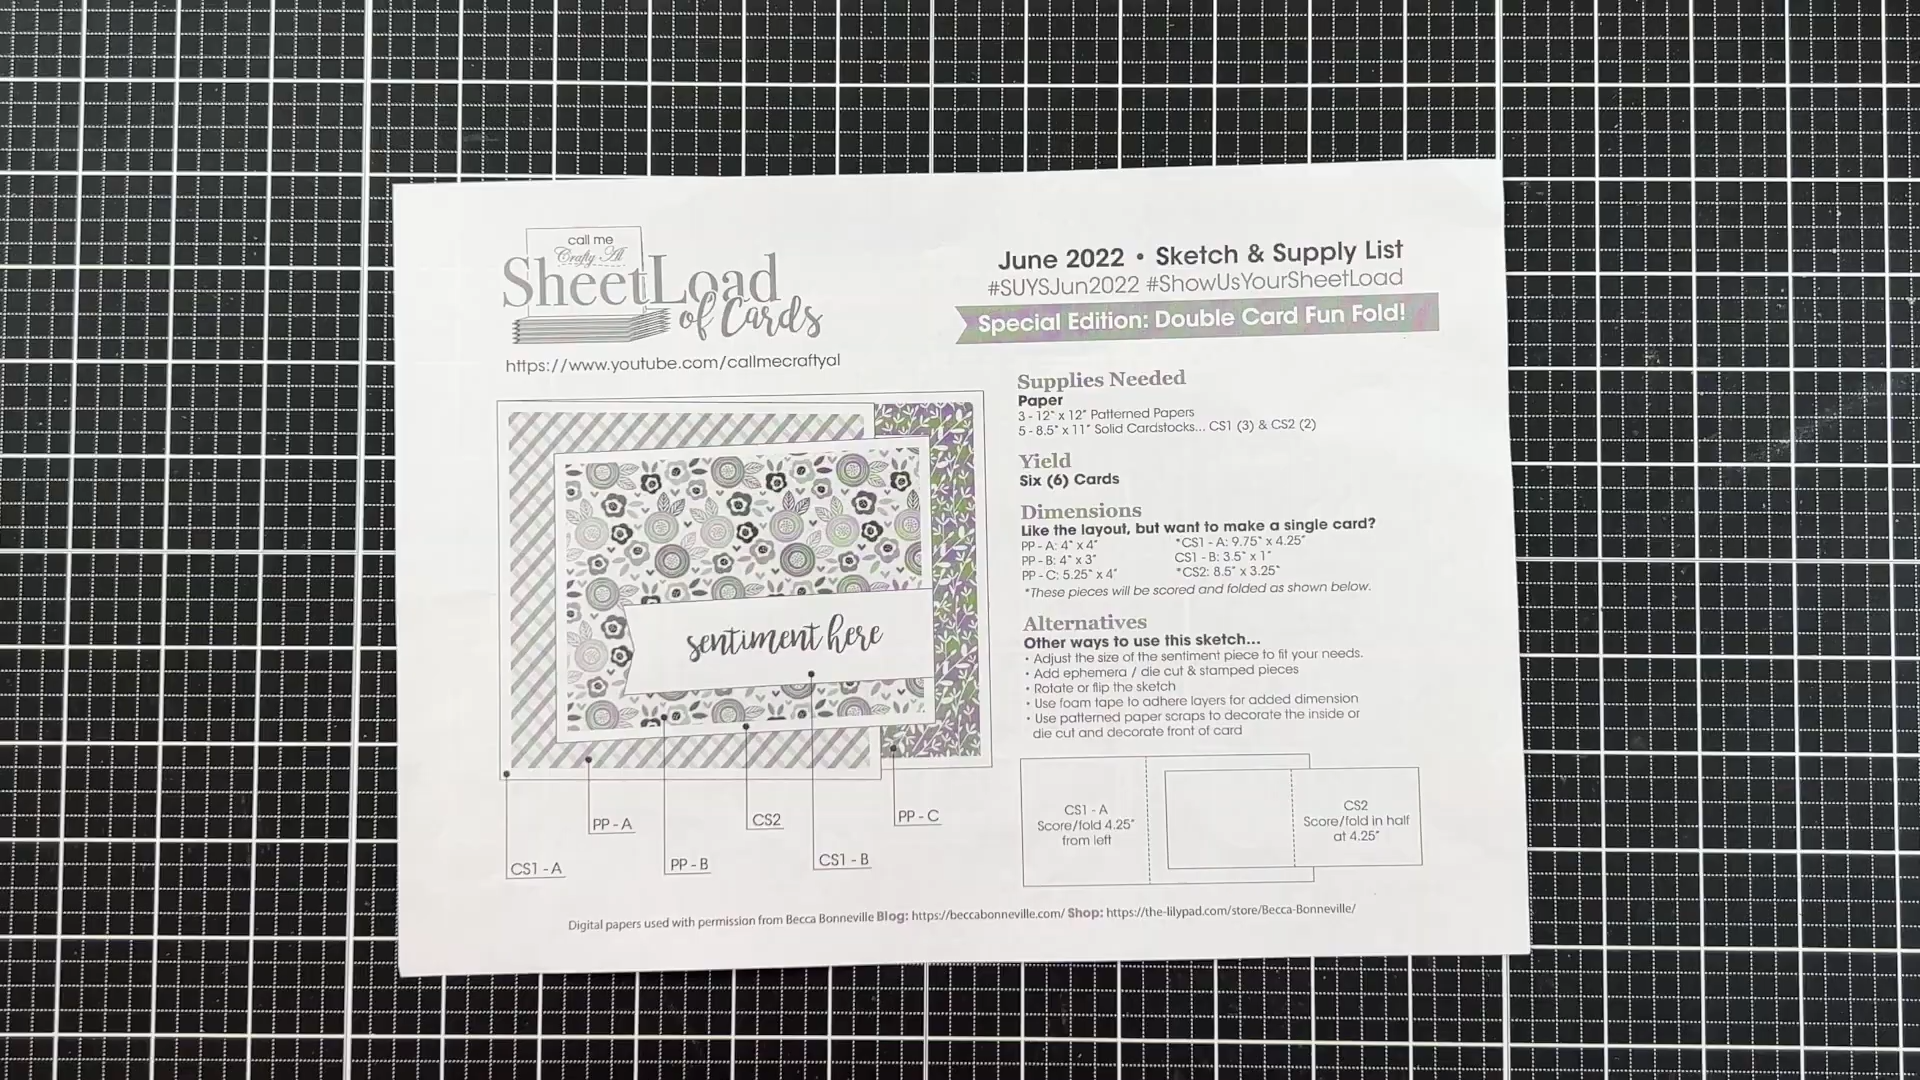 call me
Crafty Al
SheetLoad
of Cards
https://www.youtube.com/callmecraftyal
June 2022 • Sketch & Supply List
#SUYSJun2022 #ShowUsYourSheetLoad
Special Edition: Double Card Fun Fold!
sentiment here
PP - A
CS2
PP - C
CS1 - A
PP - B
CS1 - B
Supplies Needed
Paper
3 - 12" x 12" Patterned Papers
5 - 8.5" x 11" Solid Cardstocks... CS1 (3) & CS2 (2)
Yield
Six (6) Cards
Dimensions
Like the layout, but want to make a single card?
PP - A: 4" x 4" *CS1 - A: 9.75" x 4.25"
PP - B: 4" x 3" CS1 - B: 3.5" x 1"
PP - C: 5.25" x 4" *CS2: 8.5" x 3.25"
*These pieces will be scored and folded as shown below.
Alternatives
Other ways to use this sketch...
• Adjust the size of the sentiment piece to fit your needs.
• Add ephemera / die cut & stamped pieces
• Rotate or flip the sketch
• Use foam tape to adhere layers for added dimension
• Use patterned paper scraps to decorate the inside or
die cut and decorate front of card
CS1 - A
Score/fold 4.25"
from left
CS2
Score/fold in half
at 4.25"
Digital papers used with permission from Becca Bonneville Blog: https://beccabonneville.com/ Shop: https://the-lilypad.com/store/Becca-Bonneville/